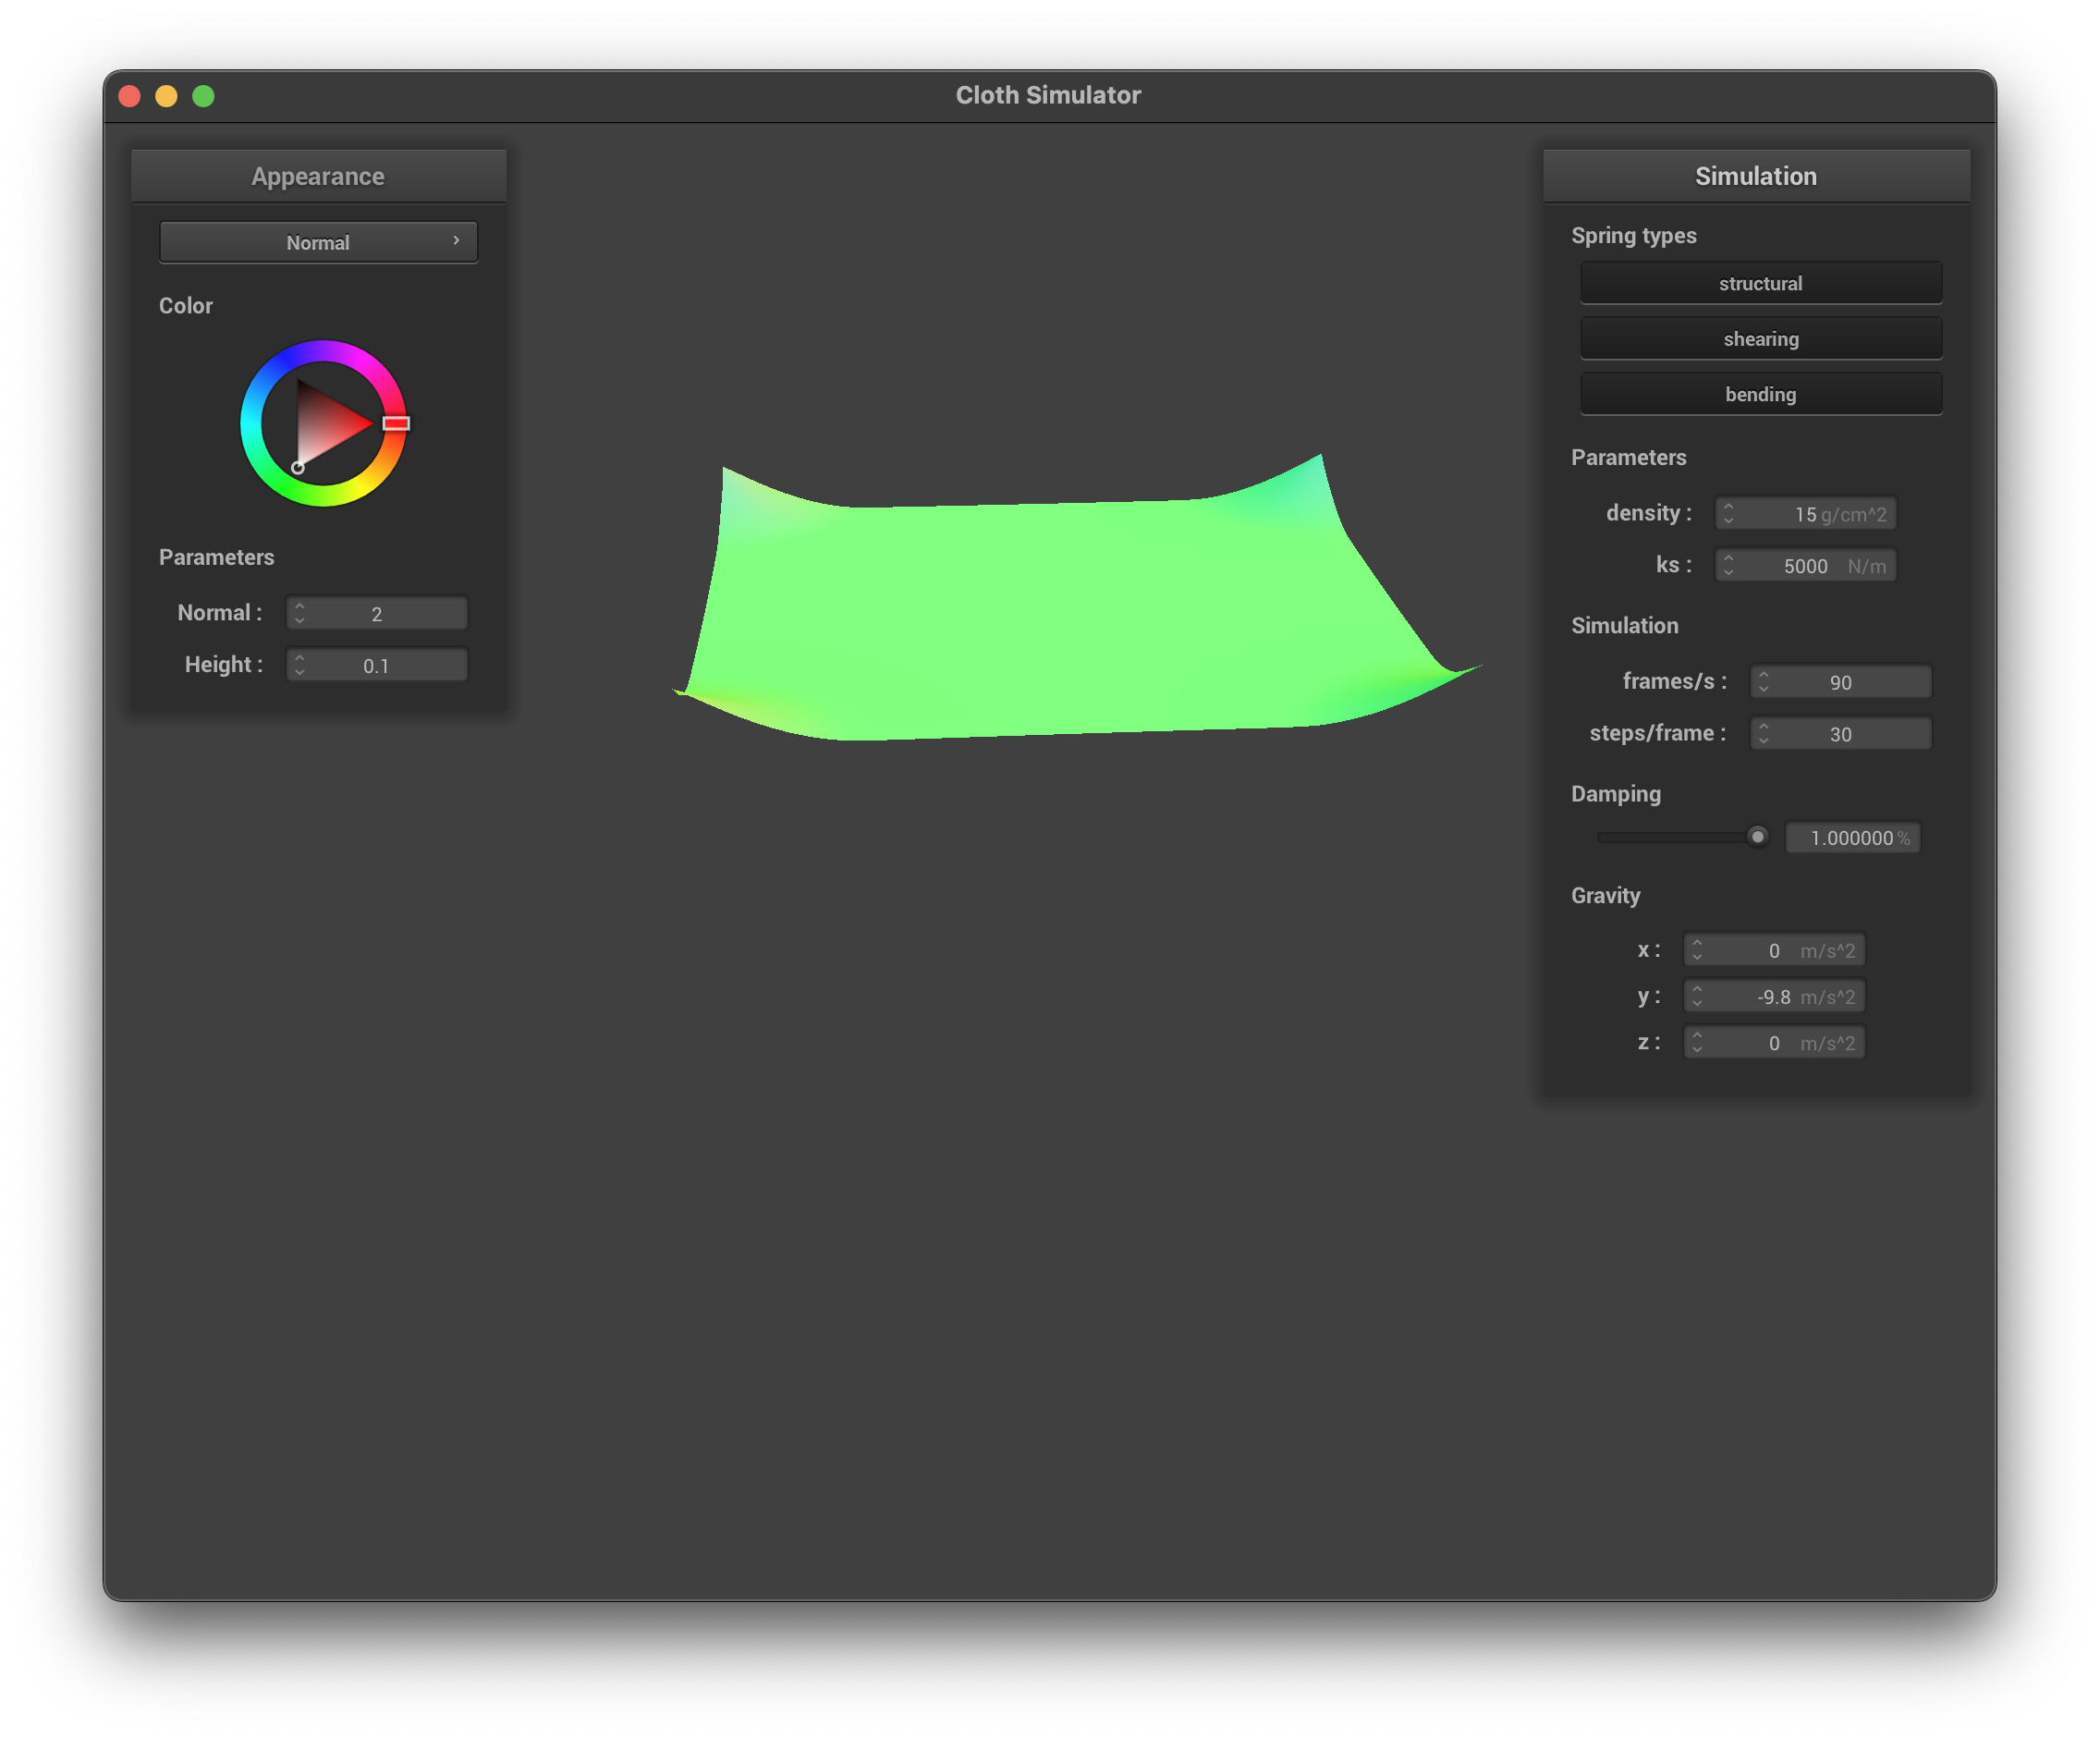 Cloth Simulator
Appearance
Normal
Color
Parameters
Normal : 2
Height : 0.1
Simulation
Spring types
structural
shearing
bending
Parameters
density : 15 g/cm^2
ks : 5000 N/m
Simulation
frames/s : 90
steps/frame : 30
Damping
1.000000 %
Gravity
x : 0 m/s^2
y : -9.8 m/s^2
z : 0 m/s^2